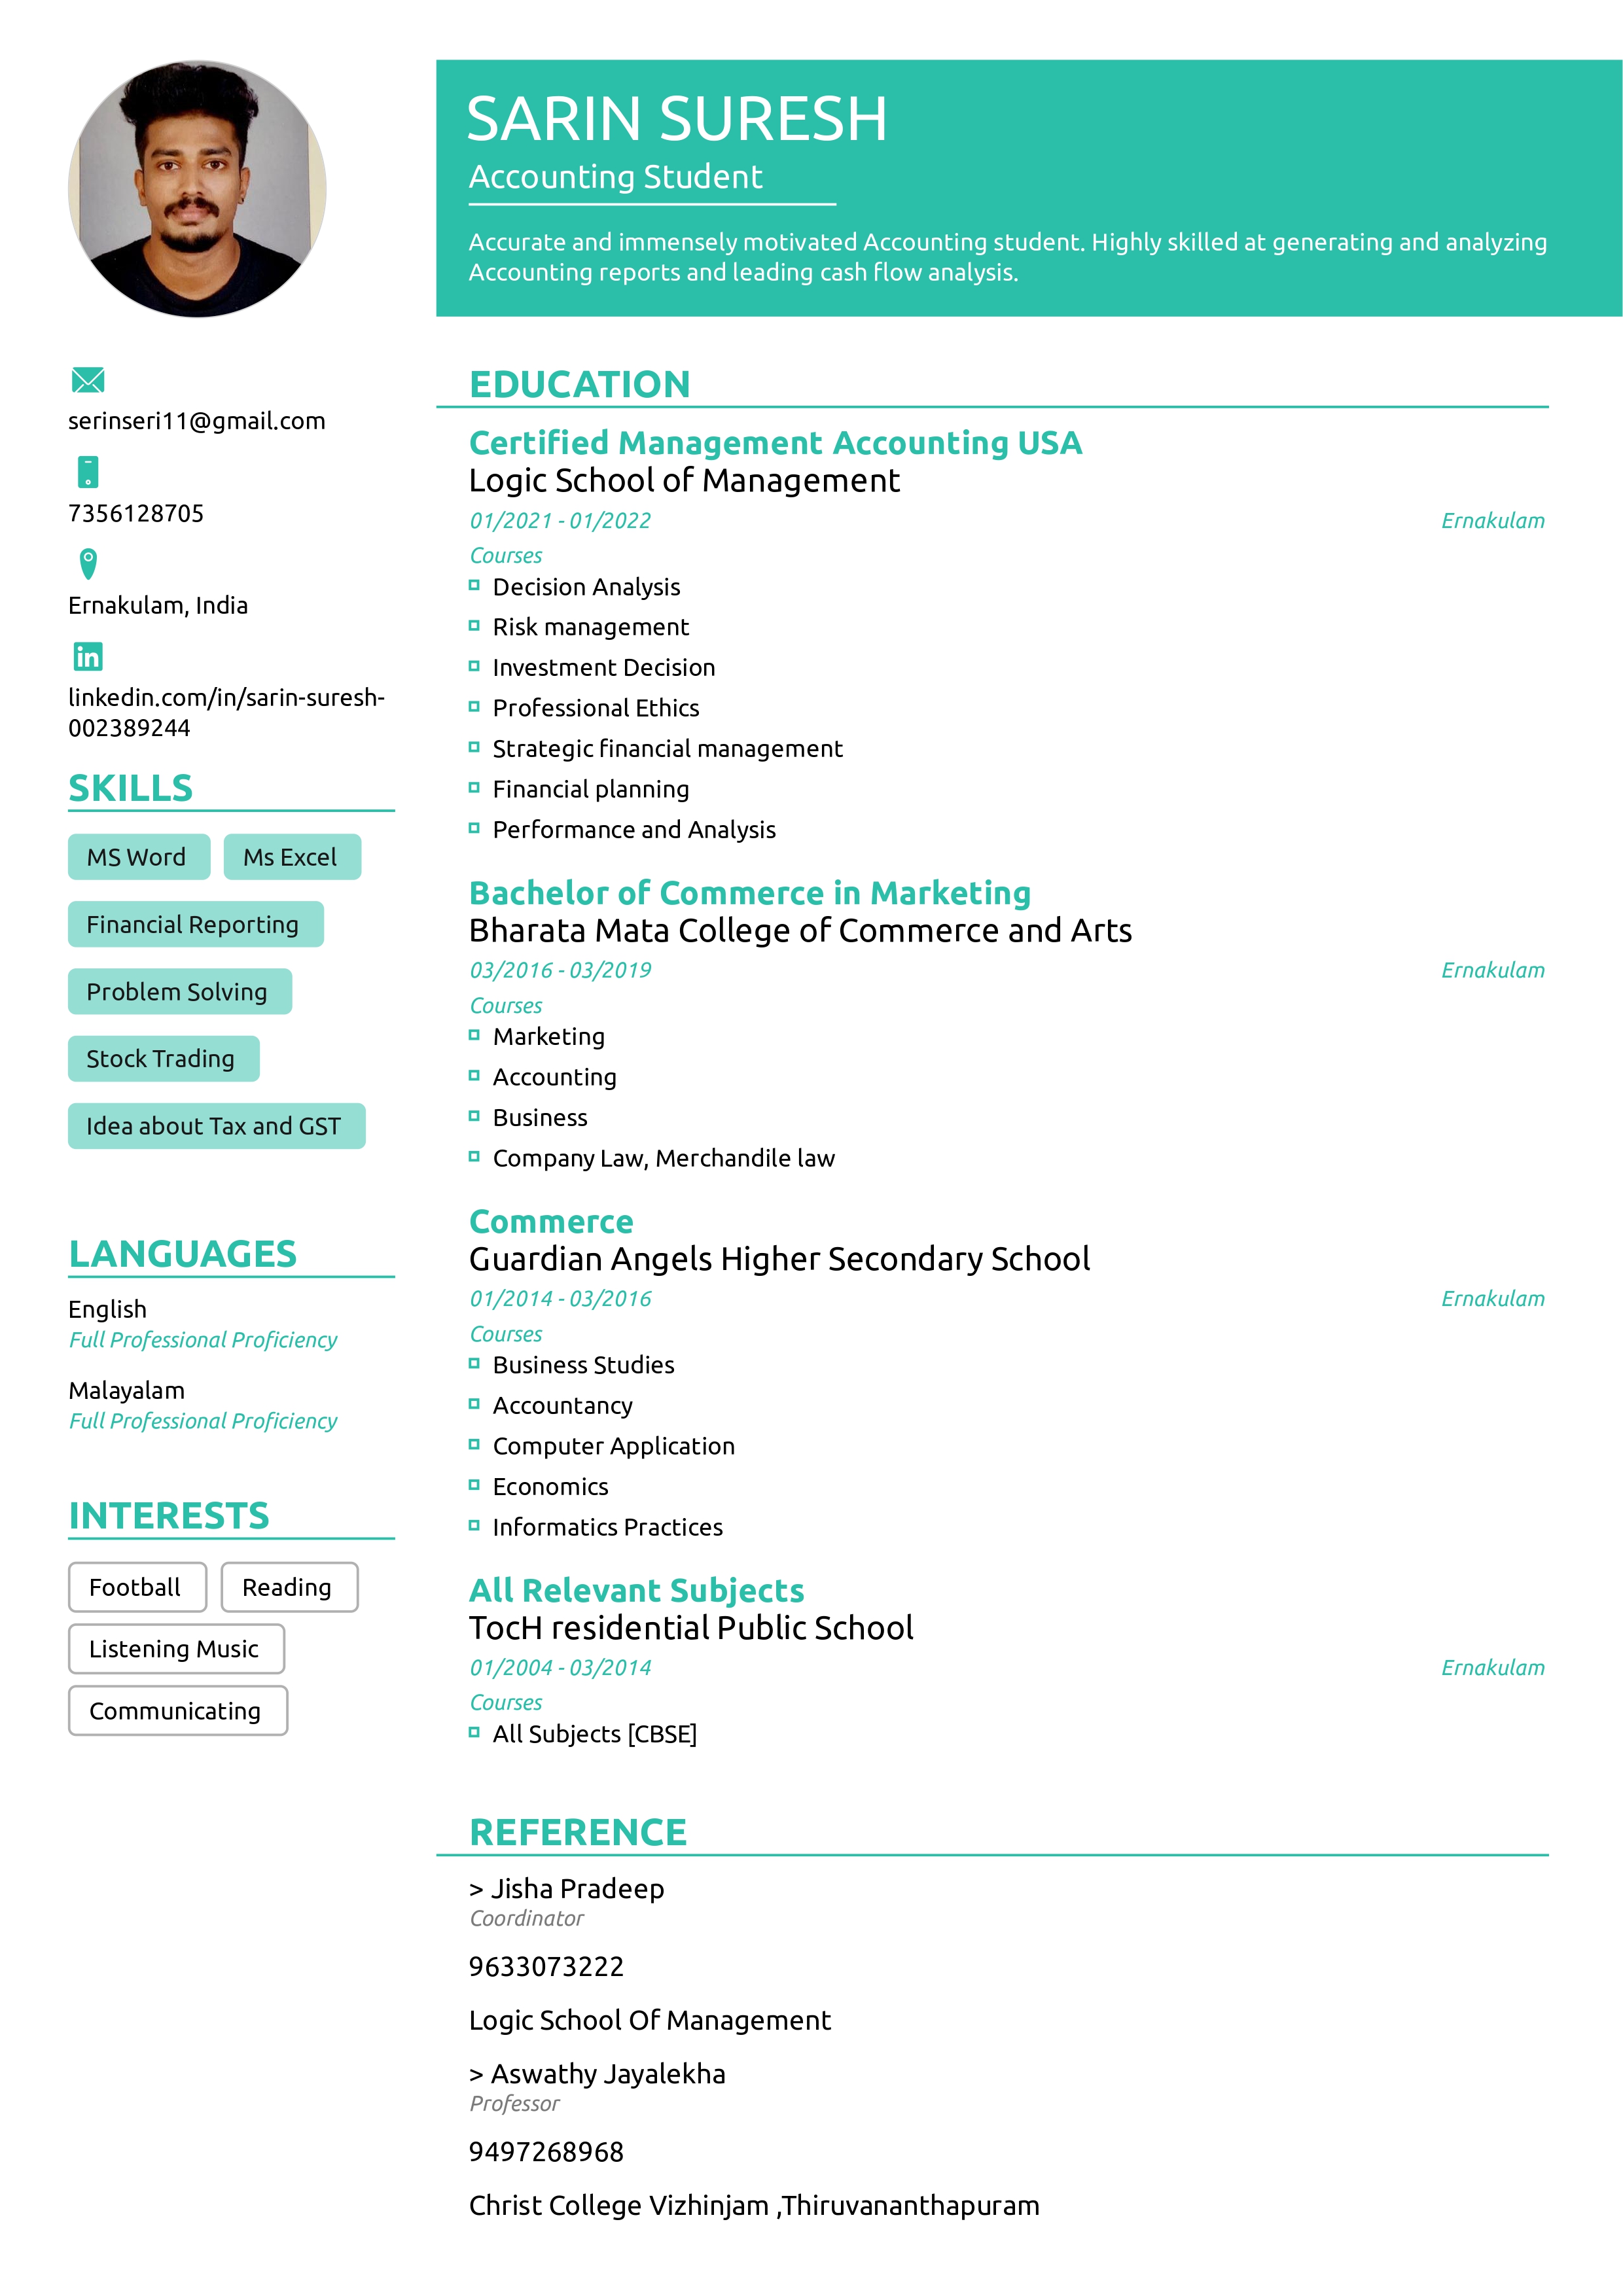 SARIN SURESH
Accounting Student
Accurate and immensely motivated Accounting student. Highly skilled at generating and analyzing
Accounting reports and leading cash flow analysis.
serinseri11@gmail.com
7356128705
Ernakulam, India
linkedin.com/in/sarin-suresh-
002389244
SKILLS
MS Word
Ms Excel
Financial Reporting
Problem Solving
Stock Trading
Idea about Tax and GST
LANGUAGES
English
Full Professional Proficiency
Malayalam
Full Professional Proficiency
INTERESTS
Football
Reading
Listening Music
Communicating
EDUCATION
Certified Management Accounting USA
Logic School of Management
01/2021 - 01/2022 Ernakulam
Courses
Decision Analysis
Risk management
Investment Decision
Professional Ethics
Strategic financial management
Financial planning
Performance and Analysis
Bachelor of Commerce in Marketing
Bharata Mata College of Commerce and Arts
03/2016 - 03/2019 Ernakulam
Courses
Marketing
Accounting
Business
Company Law, Merchandile law
Commerce
Guardian Angels Higher Secondary School
01/2014 - 03/2016 Ernakulam
Courses
Business Studies
Accountancy
Computer Application
Economics
Informatics Practices
All Relevant Subjects
TocH residential Public School
01/2004 - 03/2014 Ernakulam
Courses
All Subjects [CBSE]
REFERENCE
> Jisha Pradeep
Coordinator
9633073222
Logic School Of Management
> Aswathy Jayalekha
Professor
9497268968
Christ College Vizhinjam ,Thiruvananthapuram